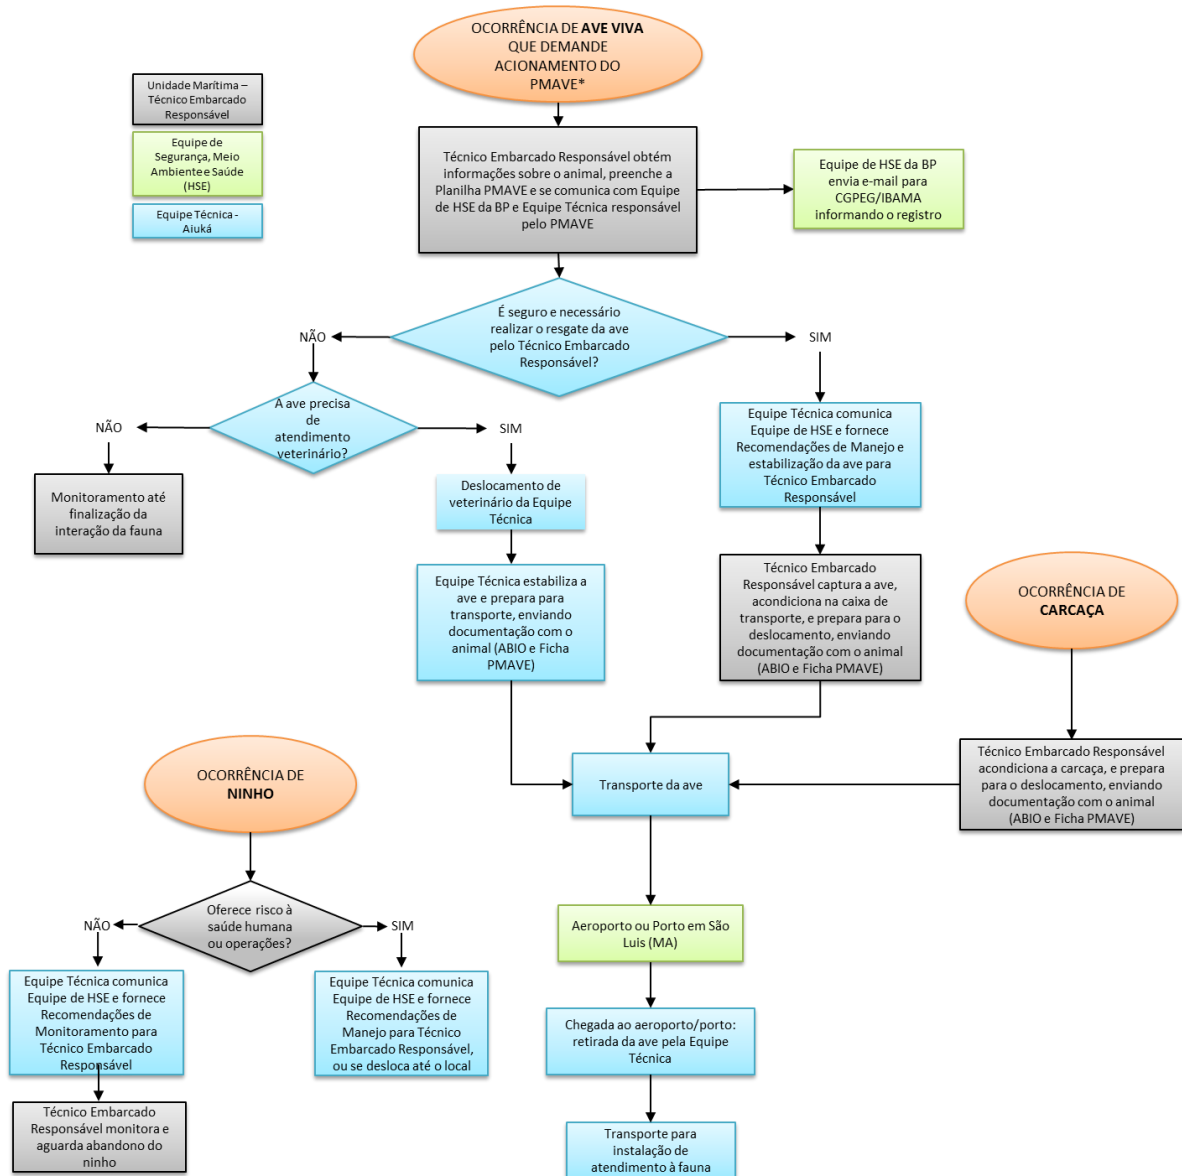 OCORRÊNCIA DE AVE VIVA
QUE DEMANDE
ACIONAMENTO DO
PMAVE*
Unidade Marítima –
Técnico Embarcado
Responsável
Equipe de
Segurança, Meio
Ambiente e Saúde
(HSE)
Equipe Técnica -
Aiuká
Técnico Embarcado Responsável obtém
informações sobre o animal, preenche a
Planilha PMAVE e se comunica com Equipe
de HSE da BP e Equipe Técnica responsável
pelo PMAVE
Equipe de HSE da BP
envia e-mail para
CGPEG/IBAMA
informando o registro
É seguro e necessário
realizar o resgate da ave
pelo Técnico Embarcado
Responsável?
NÃO
SIM
A ave precisa
de
atendimento
veterinário?
NÃO
SIM
Monitoramento até
finalização da
interação da fauna
Deslocamento de
veterinário da Equipe
Técnica
Equipe Técnica comunica
Equipe de HSE e fornece
Recomendações de Manejo e
estabilização da ave para
Técnico Embarcado
Responsável
Equipe Técnica estabiliza a
ave e prepara para
transporte, enviando
documentação com o
animal (ABIO e Ficha
PMAVE)
Técnico Embarcado
Responsável captura a ave,
acondiciona na caixa de
transporte, e prepara para o
deslocamento, enviando
documentação com o animal
(ABIO e Ficha PMAVE)
OCORRÊNCIA DE
CARCAÇA
Técnico Embarcado Responsável
acondiciona a carcaça, e prepara
para o deslocamento, enviando
documentação com o animal
(ABIO e Ficha PMAVE)
Transporte da ave
OCORRÊNCIA DE
NINHO
Oferece risco à
saúde humana
ou operações?
NÃO
SIM
Equipe Técnica comunica
Equipe de HSE e fornece
Recomendações de
Monitoramento para
Técnico Embarcado
Responsável
Equipe Técnica comunica
Equipe de HSE e fornece
Recomendações de
Manejo para Técnico
Embarcado Responsável,
ou se desloca até o local
Técnico Embarcado
Responsável monitora e
aguarda abandono do
ninho
Aeroporto ou Porto em São
Luis (MA)
Chegada ao aeroporto/porto:
retirada da ave pela Equipe
Técnica
Transporte para
instalação de
atendimento à fauna